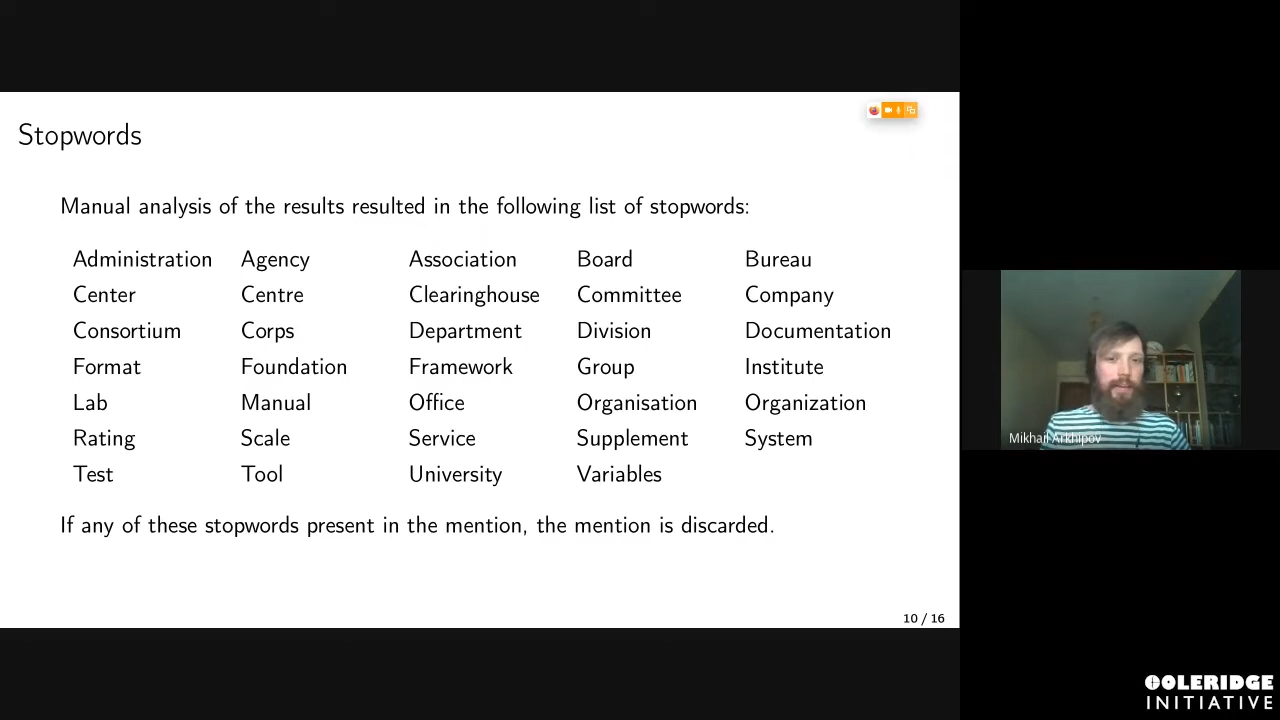 Stopwords
Manual analysis of the results resulted in the following list of stopwords:
Administration Agency Association Board Bureau
Center Centre Clearinghouse Committee Company
Consortium Corps Department Division Documentation
Format Foundation Framework Group Institute
Lab Manual Office Organisation Organization
Rating Scale Service Supplement System
Test Tool University Variables
If any of these stopwords present in the mention, the mention is discarded.
10 / 16
Mikhail Arkhipov
COLERIDGE
INITIATIVE